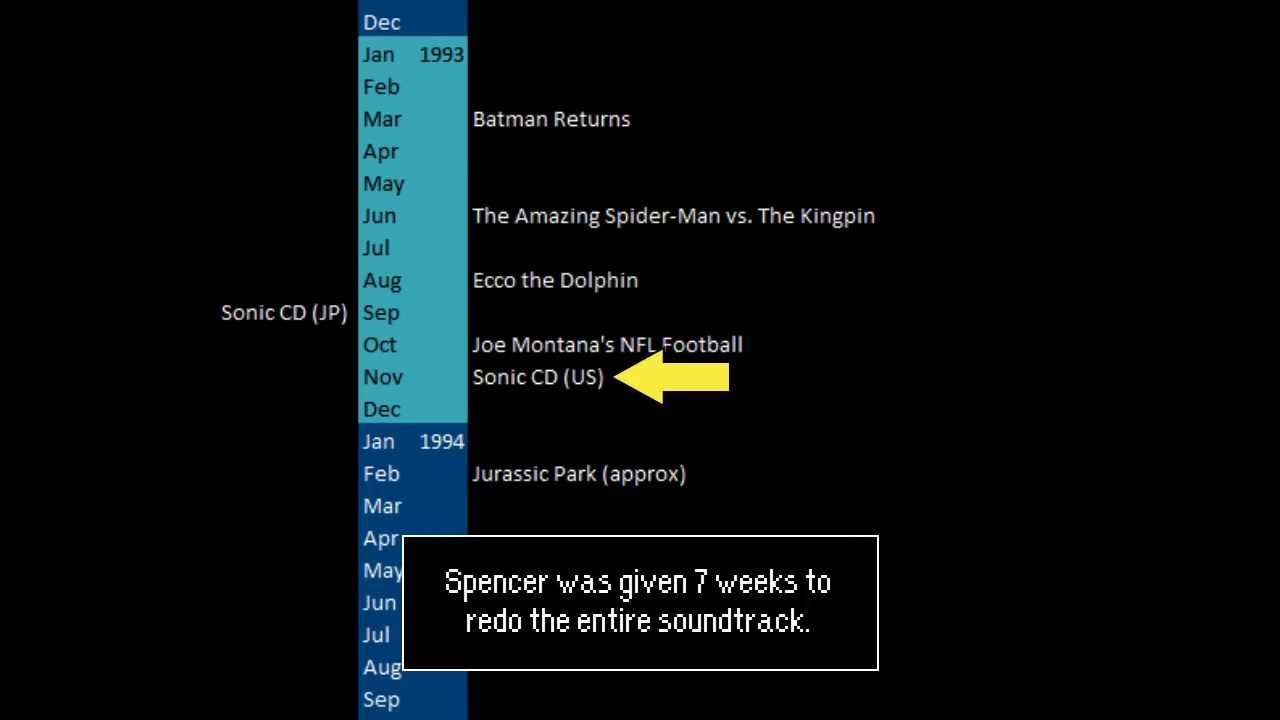 Dec
Jan 1993
Feb
Mar Batman Returns
Apr
May
Jun The Amazing Spider-Man vs. The Kingpin
Jul
Aug Ecco the Dolphin
Sonic CD (JP) Sep
Oct Joe Montana's NFL Football
Nov Sonic CD (US)
Dec
Jan 1994
Feb Jurassic Park (approx)
Mar
Apr
May
Jun
Jul
Aug
Sep
Spencer was given 7 weeks to
redo the entire soundtrack.